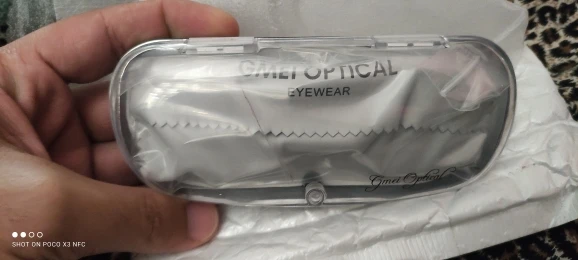 GMEI OPTICAL
EYEWEAR
Gmei Optical
SHOT ON POCO X3 NFC